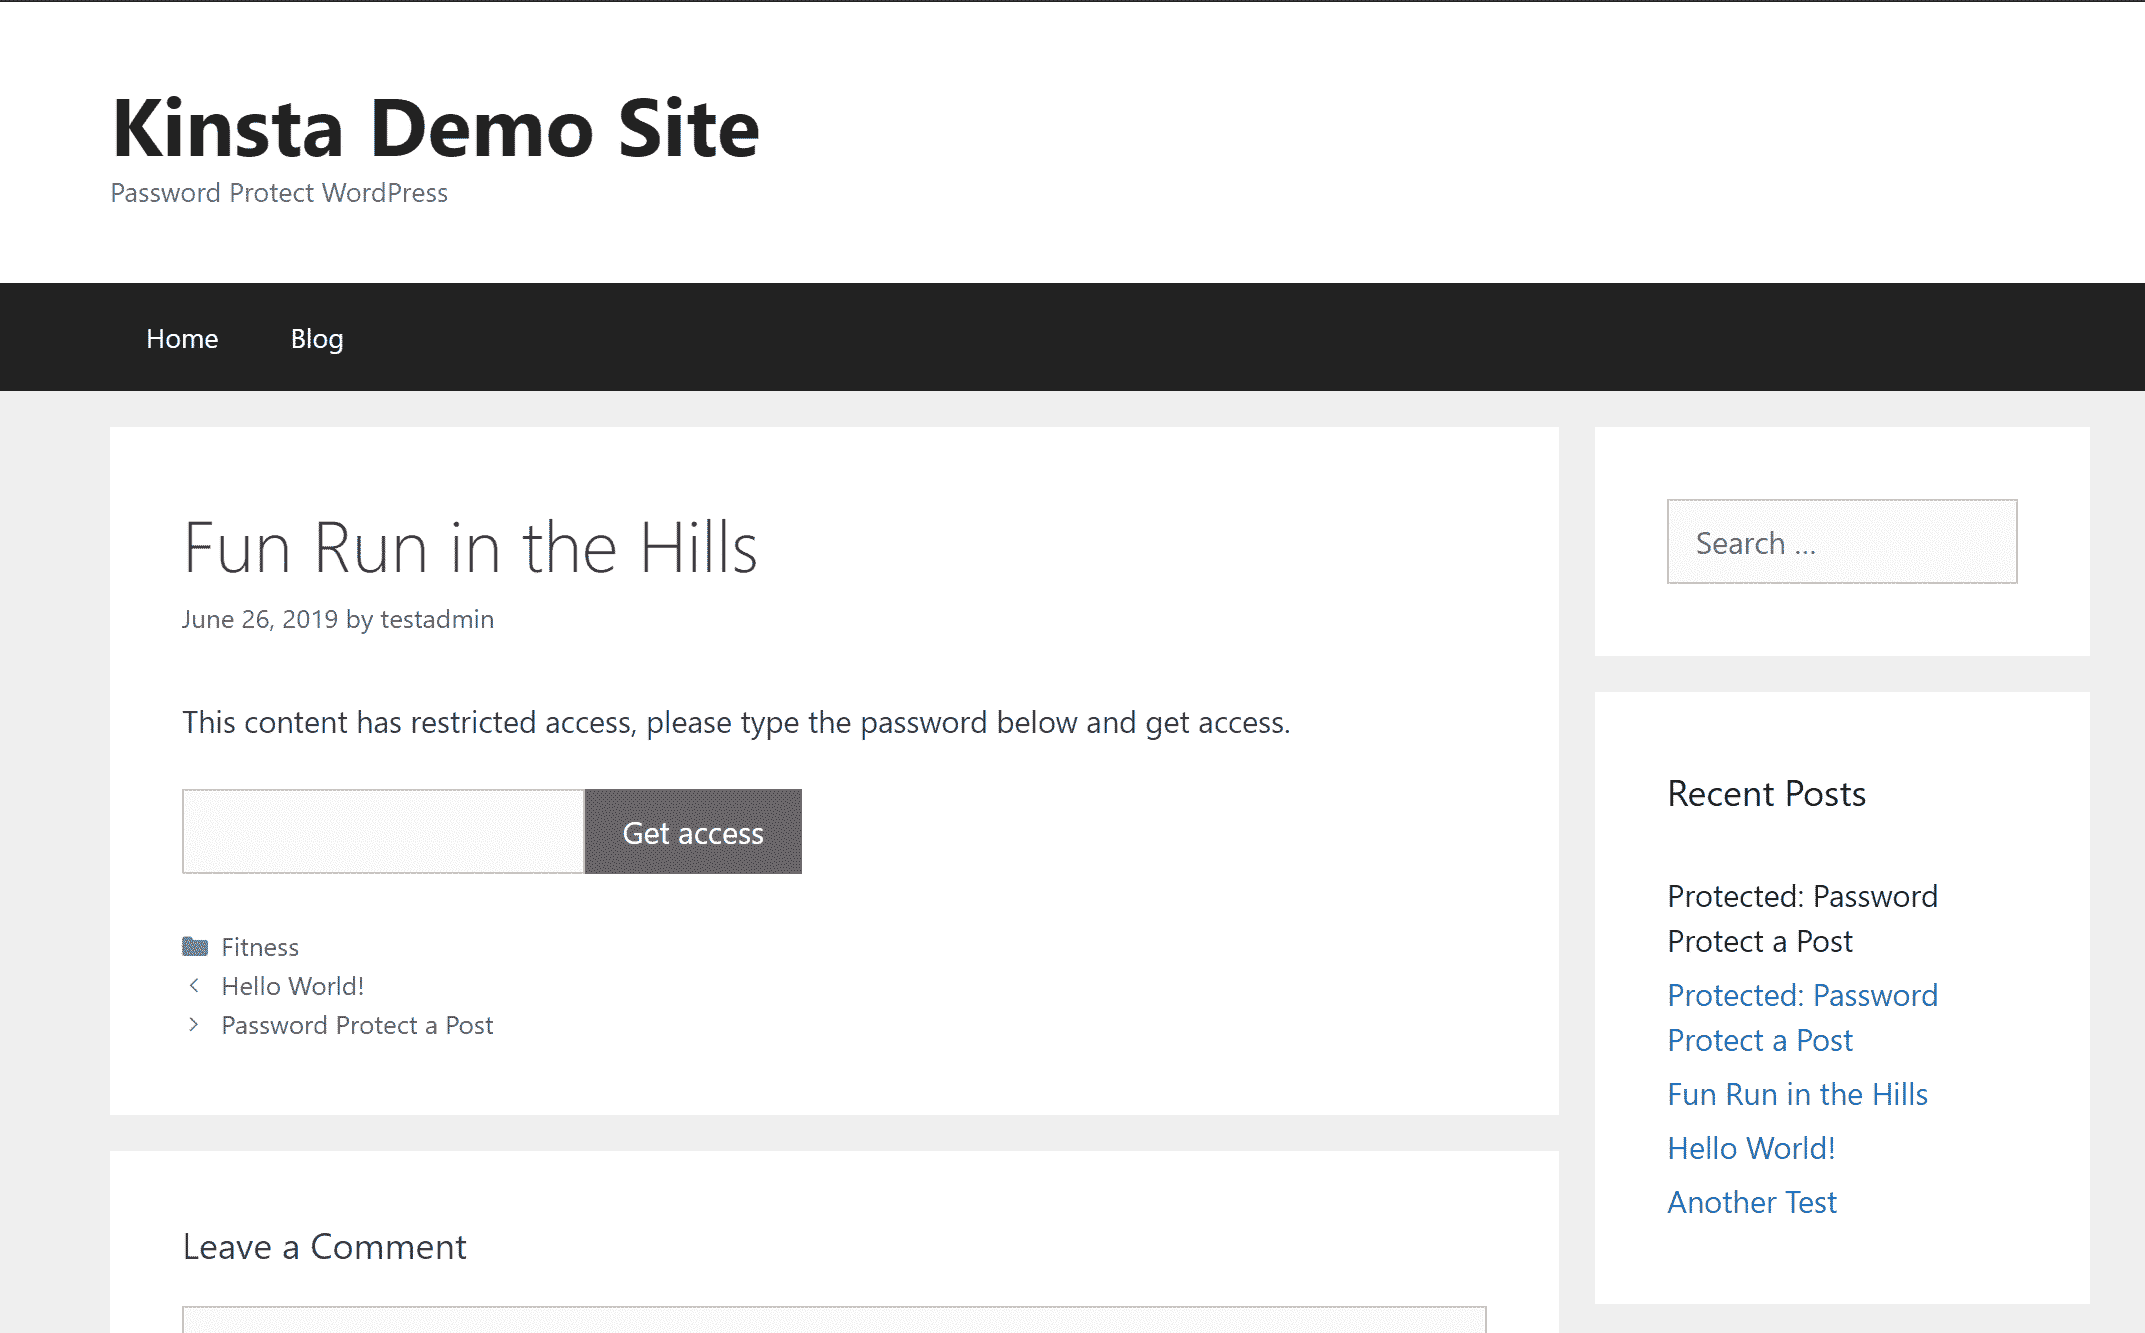 Kinsta Demo Site
Password Protect WordPress
Home
Blog
Fun Run in the Hills
June 26, 2019 by testadmin
This content has restricted access, please type the password below and get access.
Get access
Fitness
Hello World!
Password Protect a Post
Leave a Comment
Search …
Recent Posts
Protected: Password
Protect a Post
Protected: Password
Protect a Post
Fun Run in the Hills
Hello World!
Another Test